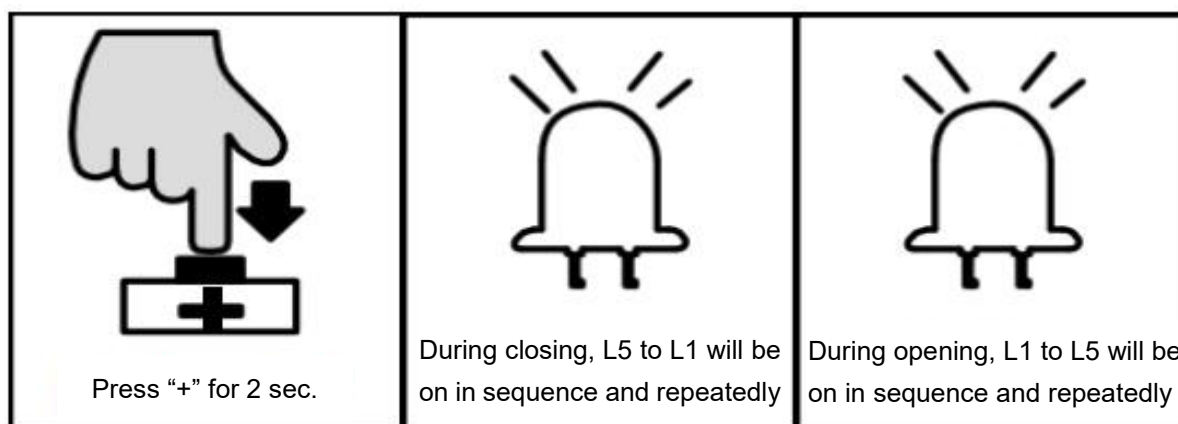 Press “+” for 2 sec.
During closing, L5 to L1 will be
on in sequence and repeatedly
During opening, L1 to L5 will be
on in sequence and repeatedly